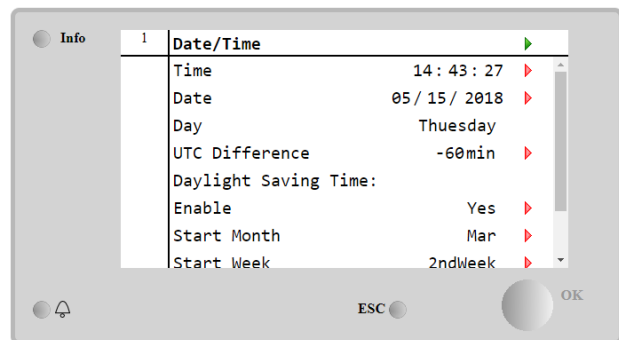 Info
1 Date/Time
Time 14:43:27
Date 05/15/2018
Day Thuesday
UTC Difference -60min
Daylight Saving Time:
Enable Yes
Start Month Mar
Start Week 2ndWeek
ESC
OK